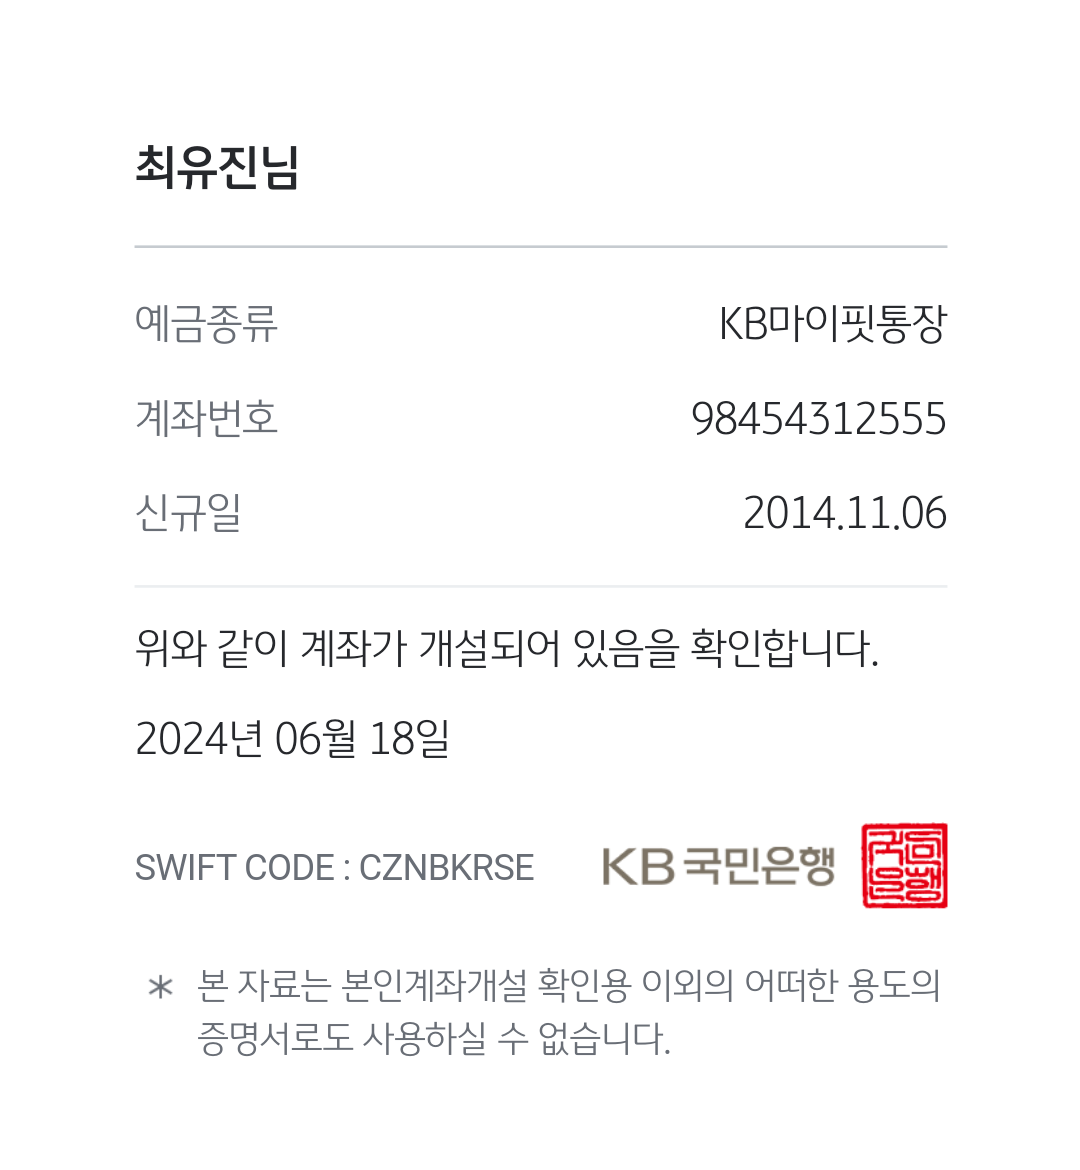 최유진님
예금종류 KB마이핏통장
계좌번호 98454312555
신규일 2014.11.06
위와 같이 계좌가 개설되어 있음을 확인합니다.
2024년 06월 18일
SWIFT CODE : CZNBKRSE KB국민은행
* 본 자료는 본인계좌개설 확인용 이외의 어떠한 용도의
증명서로도 사용하실 수 없습니다.